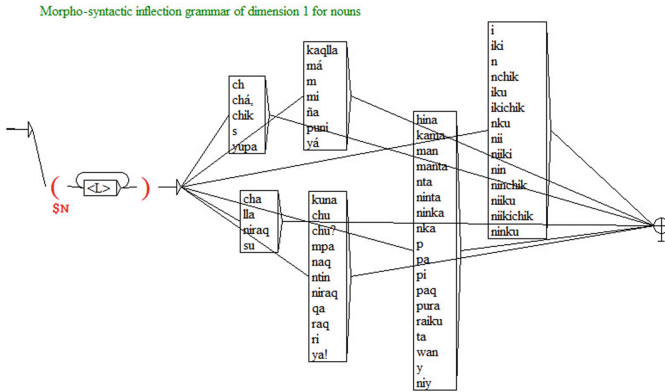 Morpho-syntactic inflection grammar of dimension 1 for nouns
(
<L>
)
$N
ch
chá,
chik
s
yupa
kaqlla
má
m
mi
ña
puni
yá
cha
lla
niraq
su
kuna
chu
chu?
mpa
naq
ntin
niraq
qa
raq
ri
ya!
hina
kama
man
manta
nta
ninta
ninka
nka
p
pa
pi
paq
pura
raiku
ta
wan
y
niy
i
iki
n
nchik
iku
ikichik
nku
nii
niiki
nin
ninchik
niiku
niikichik
ninku